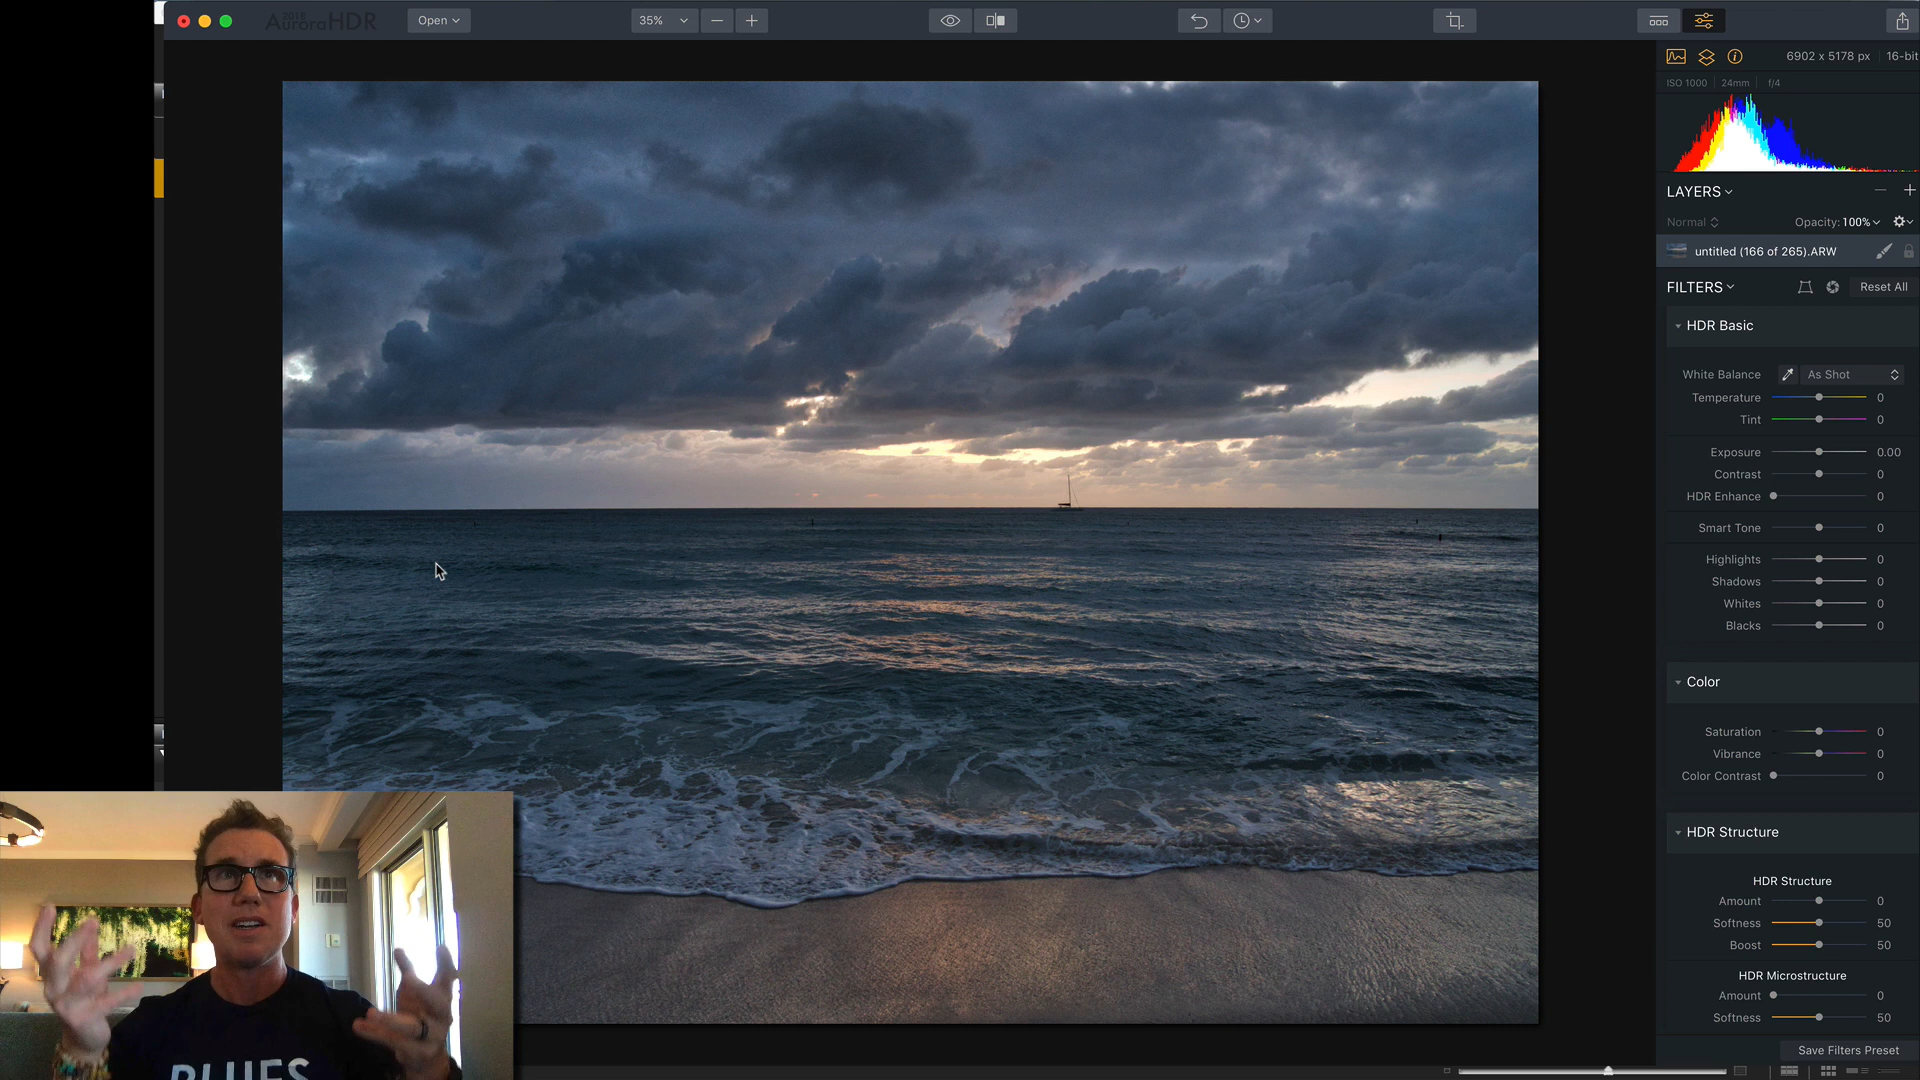 2018
AuroraHDR
Open
35%
6902 x 5178 px
16-bit
ISO 1000
24mm
f/4
LAYERS
Normal
Opacity: 100%
untitled (166 of 265).ARW
FILTERS
Reset All
HDR Basic
White Balance
As Shot
Temperature 0
Tint 0
Exposure 0.00
Contrast 0
HDR Enhance 0
Smart Tone 0
Highlights 0
Shadows 0
Whites 0
Blacks 0
Color
Saturation 0
Vibrance 0
Color Contrast 0
HDR Structure
HDR Structure
Amount 0
Softness 50
Boost 50
HDR Microstructure
Amount 0
Softness 50
Save Filters Preset
BLUES